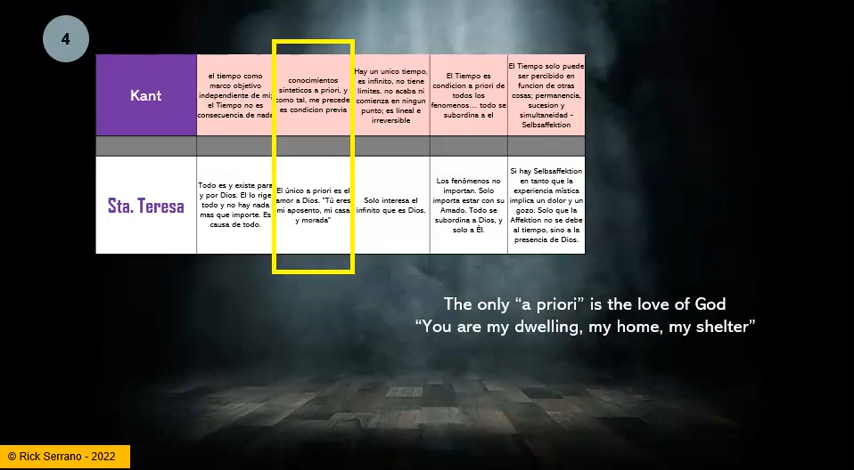 4
Kant
el tiempo como
marco objetivo
independiente de mi;
el Tiempo no es
consecuencia de nada
conocimientos
sinteticos a priori, y
como tal, me precede
es condicion previa
Hay un unico tiempo,
es infinito, no tiene
limites, no acaba ni
comienza en ningun
punto; es lineal e
irreversible
El Tiempo es
condicion a priori de
todos los
fenomenos... todo se
subordina a el
El Tiempo solo puede
ser percibido en
funcion de otras
cosas; permanencia,
sucesion y
simultaneidad -
Selbsaffektion
Sta. Teresa
Todo es y existe para
y por Dios. El lo rige
todo y no hay nada
mas que importe. Es
causa de todo.
El único a priori es el
amor a Dios. "Tú eres
mi aposento, mi casa
y morada"
Solo interesa el
infinito que es Dios.
Los fenómenos no
importan. Solo
importa estar con su
Amado. Todo se
subordina a Dios, y
solo a Él.
Si hay Selbsaffektion
en tanto que la
experiencia mística
implica un dolor y un
gozo. Solo que la
Affektion no se debe
al tiempo, sino a la
presencia de Dios.
The only “a priori” is the love of God
“You are my dwelling, my home, my shelter”
© Rick Serrano - 2022